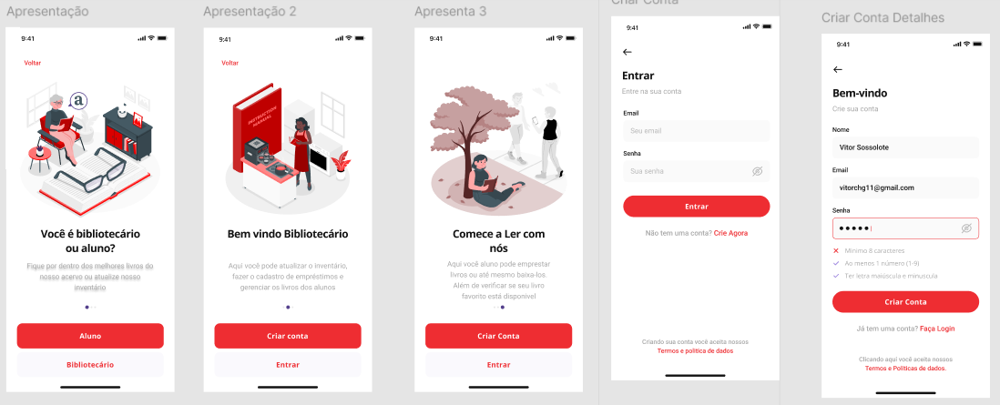 Apresentação
9:41
Voltar
a
Você é bibliotecário
ou aluno?
Fique por dentro dos melhores livros do
nosso acervo ou atualize nosso
inventário
Aluno
Bibliotecário
Apresentação 2
9:41
Voltar
INSTRUCTION
MANUAL
Bem vindo Bibliotecário
Aqui você pode atualizar o inventário,
fazer o cadastro de empréstimos e
gerenciar os livros dos alunos
Criar conta
Entrar
Apresenta 3
9:41
Comece a Ler com
nós
Aqui você aluno pode emprestar
livros ou até mesmo baixa-los
Além de verificar se seu livro
favorito está disponivel
Criar Conta
Entrar
Criar Conta
9:41
Entrar
Entre na sua conta
Email
Seu email
Senha
Sua senha
Entrar
Não tem uma conta? Crie Agora
Criando sua conta você aceita nossos
Termos e politica de dados
Criar Conta Detalhes
9:41
Bem-vindo
Crie sua conta
Nome
Vitor Sossolote
Email
vitorchg11@gmail.com
Senha
Mínimo 8 caracteres
Ao menos 1 número (1-9)
Ter letra maiúscula e minuscula
Criar Conta
Já tem uma conta? Faça Login
Clicando aqui você aceita nossos
Termos e Políticas de dados.